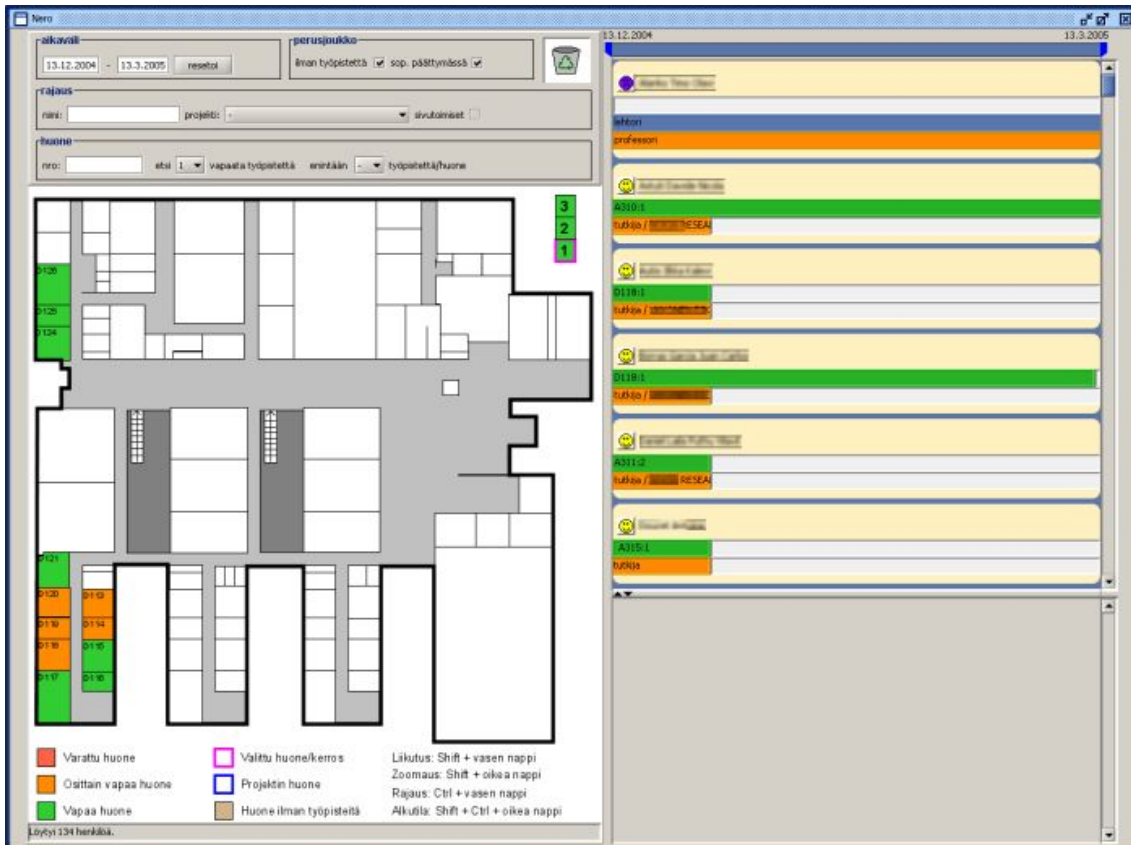 Nero
aikaväli
13.12.2004 - 13.3.2005 resetoi
perusjoukko
ilman työpistettä sop. päättymässä
rajaus
nimi: projekti: - sivutoimiset
huone
nro: etsi 1 vapaata työpistettä enintään - työpistettä/huone
3
2
1
D126
D125
D124
D121
D120 D113
D119 D114
D118 D115
D117 D116
Varattu huone
Osittain vapaa huone
Vapaa huone
Valittu huone/kerros
Projektin huone
Huone ilman työpisteitä
Liikutus: Shift + vasen nappi
Zoomaus: Shift + oikea nappi
Rajaus: Ctrl + vasen nappi
Alkutila: Shift + Ctrl + oikea nappi
Löytyi 134 henkilöä.
13.12.2004 13.3.2005
lehtori
professori
A310:1
tutkija / RESEA
D118:1
tutkija /
D119:1
tutkija /
A311:2
tutkija / RESEA
A315:1
tutkija